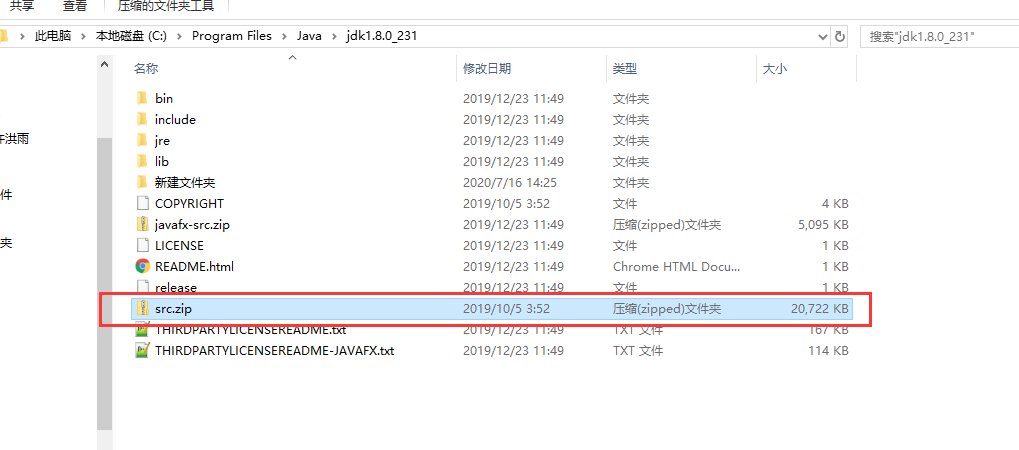 共享 查看 压缩的文件夹工具
此电脑 本地磁盘 (C:) Program Files Java jdk1.8.0_231 搜索"jdk1.8.0_231"
名称 修改日期 类型 大小
bin 2019/12/23 11:49 文件夹
include 2019/12/23 11:49 文件夹
许洪雨 jre 2019/12/23 11:49 文件夹
lib 2019/12/23 11:49 文件夹
件 新建文件夹 2020/7/16 14:25 文件夹
COPYRIGHT 2019/10/5 3:52 文件 4 KB
javafx-src.zip 2019/12/23 11:49 压缩(zipped)文件夹 5,095 KB
夹 LICENSE 2019/12/23 11:49 文件 1 KB
README.html 2019/12/23 11:49 Chrome HTML Docu... 1 KB
release 2019/12/23 11:49 文件 1 KB
src.zip 2019/10/5 3:52 压缩(zipped)文件夹 20,722 KB
THIRDPARTYLICENSEREADME.txt 2019/12/23 11:49 TXT 文件 167 KB
THIRDPARTYLICENSEREADME-JAVAFX.txt 2019/12/23 11:49 TXT 文件 114 KB